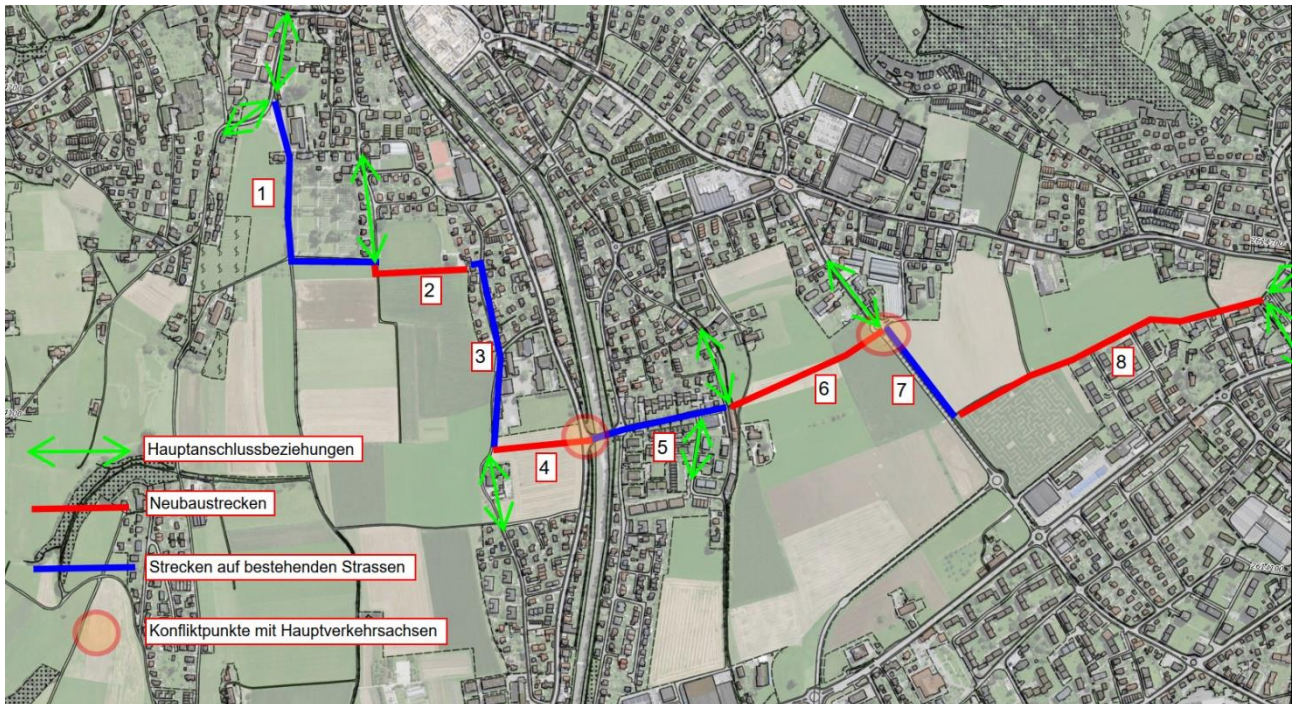 1
2
3
4
5
6
7
8
Hauptanschlussbeziehungen
Neubaustrecken
Strecken auf bestehenden Strassen
Konfliktpunkte mit Hauptverkehrsachsen